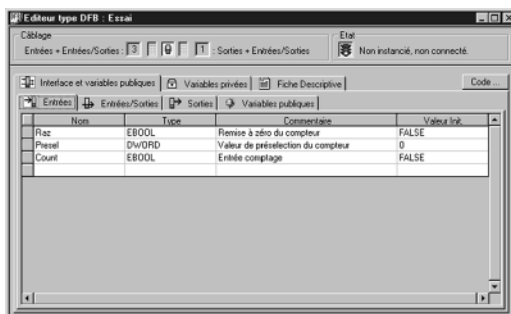 Editeur type DFB : Essai
Câblage
Entrées + Entrées/Sorties : 3 0 1 : Sorties + Entrées/Sorties
Etat
Non instancié, non connecté.
Interface et variables publiques Variables privées Fiche Descriptive Code ...
Entrées Entrées/Sorties Sorties Variables publiques
Nom Type Commentaire Valeur Init.
Raz EBOOL Remise à zéro du compteur FALSE
Presel DWORD Valeur de préselection du compteur 0
Count EBOOL Entrée comptage FALSE